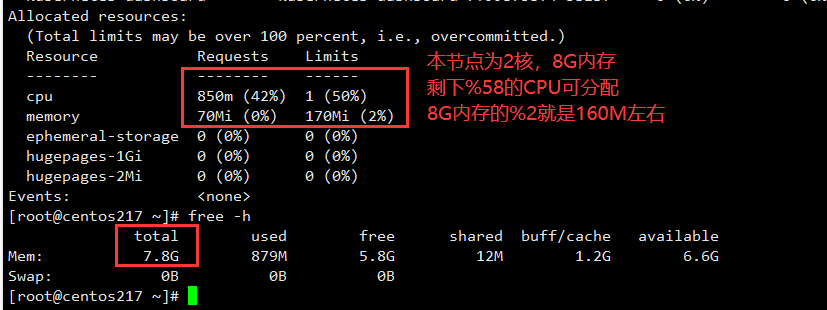 Allocated resources:
(Total limits may be over 100 percent, i.e., overcommitted.)
Resource Requests Limits
-------- -------- ------
cpu 850m (42%) 1 (50%)
memory 70Mi (0%) 170Mi (2%)
ephemeral-storage 0 (0%) 0 (0%)
hugepages-1Gi 0 (0%) 0 (0%)
hugepages-2Mi 0 (0%) 0 (0%)
Events: <none>
本节点为2核，8G内存
剩下%58的CPU可分配
8G内存的%2就是160M左右
[root@centos217 ~]# free -h
total used free shared buff/cache available
Mem: 7.8G 879M 5.8G 12M 1.2G 6.6G
Swap: 0B 0B 0B
[root@centos217 ~]#